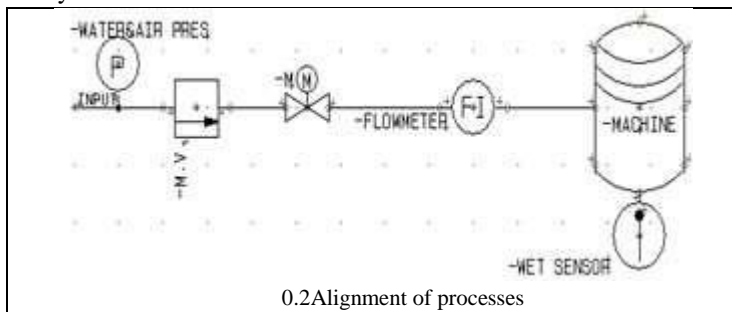 -WATER&AIR PRES.
P
INPUT
-M
M
-FLOWMETER
F-I
-MACHINE
-M.V
-WET SENSOR
0.2Alignment of processes